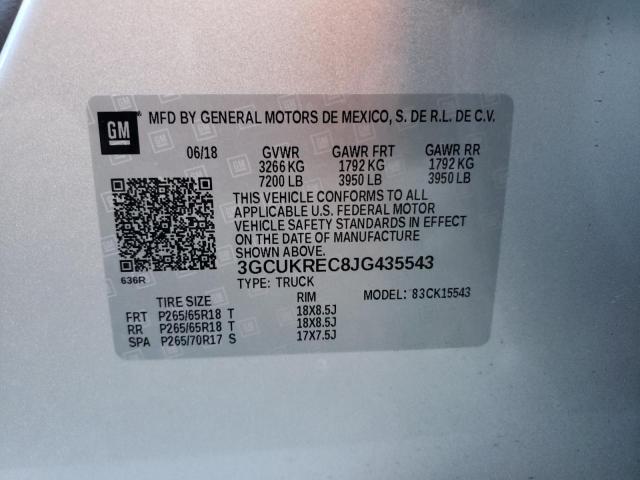 GM ® MFD BY GENERAL MOTORS DE MEXICO, S. DE R.L. DE C.V.
06/18 GVWR GAWR FRT GAWR RR
3266 KG 1792 KG 1792 KG
7200 LB 3950 LB 3950 LB
THIS VEHICLE CONFORMS TO ALL
APPLICABLE U.S. FEDERAL MOTOR
VEHICLE SAFETY STANDARDS IN EFFECT
ON THE DATE OF MANUFACTURE
SHOWN ABOVE.
3GCUKREC8JG435543
636R
TYPE: TRUCK
MODEL: 83CK15543
TIRE SIZE RIM
FRT P265/65R18 T 18X8.5J
RR P265/65R18 T 18X8.5J
SPA P265/70R17 S 17X7.5J